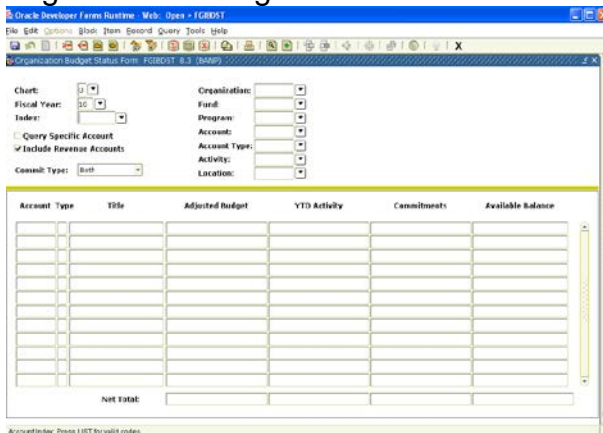 Oracle Developer Forms Runtime - Web: Open > FGIBDST
File Edit Options Block Item Record Query Tools Help
Organization Budget Status Form FGIBDST 8.3 (BANP)
Chart: U Organization:
Fiscal Year: 10 Fund:
Index: Program:
Query Specific Account Account:
Include Revenue Accounts Account Type:
Activity:
Commit Type: Both Location:
Account Type Title Adjusted Budget YTD Activity Commitments Available Balance
Net Total:
Account Index. Press LIST for valid codes.